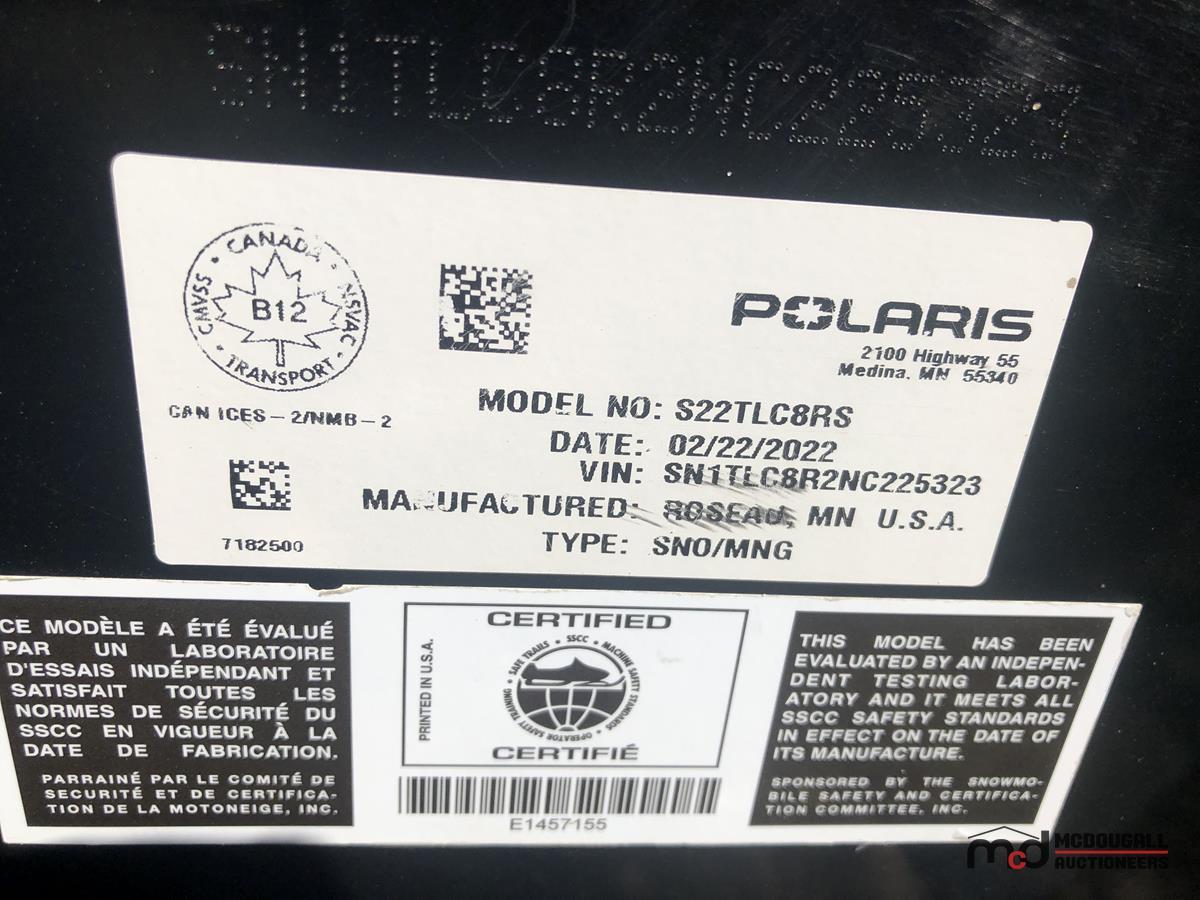 SN1TLC8R2NC225323
CANADA
CMVSS
NSVAC
B12
TRANSPORT
CAN ICES-2/NMB-2
7182500
POLARIS
2100 Highway 55
Medina, MN 55340
MODEL NO: S22TLC8RS
DATE: 02/22/2022
VIN: SN1TLC8R2NC225323
MANUFACTURED: ROSEAU, MN U.S.A.
TYPE: SNO/MNG
CE MODÈLE A ÉTÉ ÉVALUÉ
PAR UN LABORATOIRE
D'ESSAIS INDÉPENDANT ET
SATISFAIT TOUTES LES
NORMES DE SÉCURITÉ DU
SSCC EN VIGUEUR À LA
DATE DE FABRICATION.
PARRAINÉ PAR LE COMITÉ DE
SECURITÉ ET DE CERTIFICA-
TION DE LA MOTONEIGE, INC.
PRINTED IN U.S.A.
CERTIFIED
SSCC • MACHINE SAFETY STANDARDS • OPERATOR SAFETY TRAINING • SAFE TRAILS •
CERTIFIÉ
E1457155
THIS MODEL HAS BEEN
EVALUATED BY AN INDEPEN-
DENT TESTING LABOR-
ATORY AND IT MEETS ALL
SSCC SAFETY STANDARDS
IN EFFECT ON THE DATE OF
ITS MANUFACTURE.
SPONSORED BY THE SNOWMO-
BILE SAFETY AND CERTIFICA-
TION COMMITTEE, INC.
mcd MCDOUGALL
AUCTIONEERS